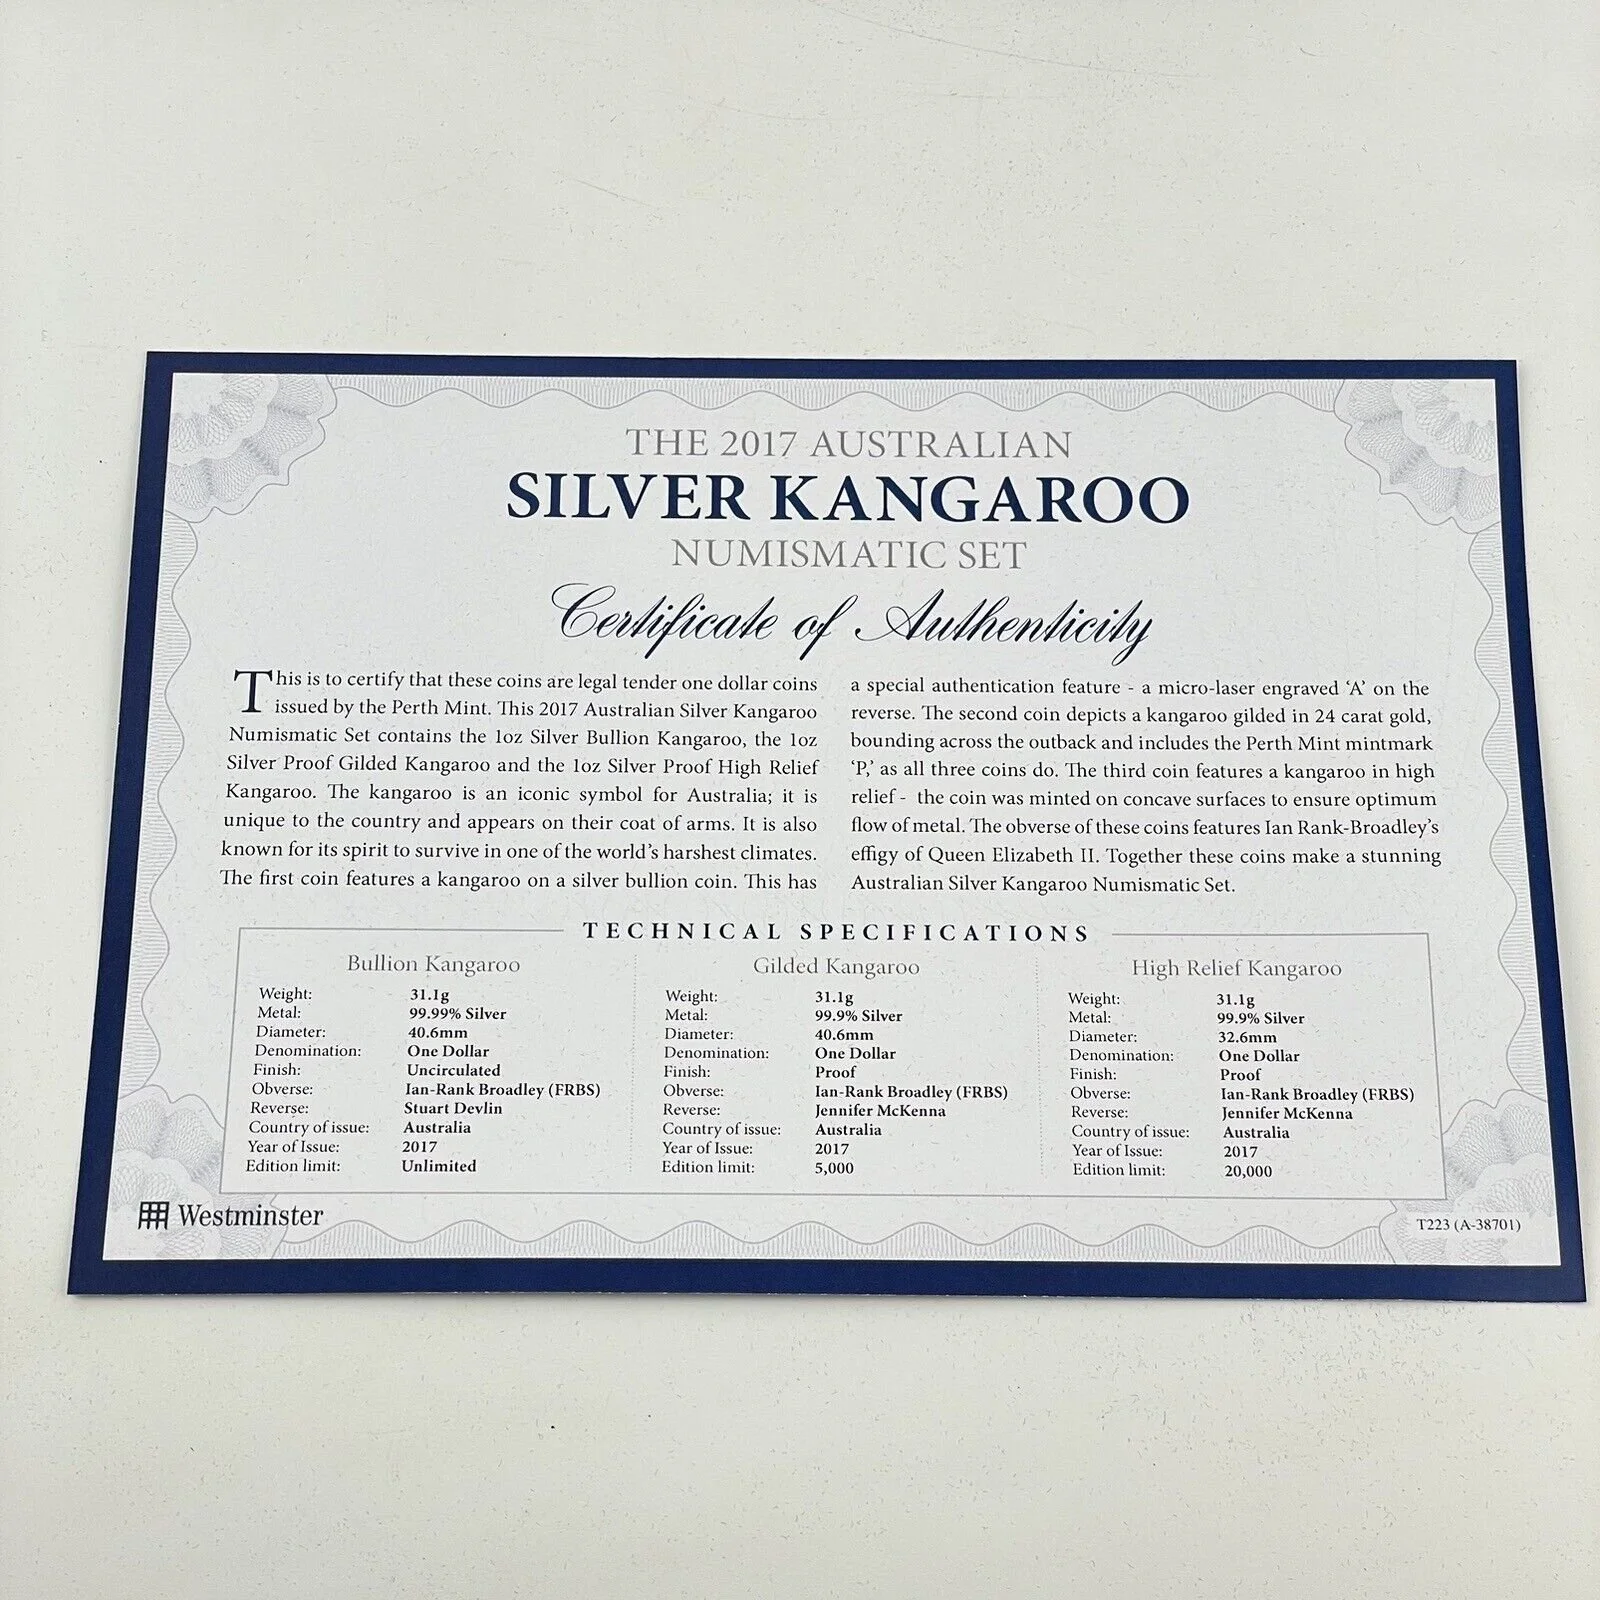 THE 2017 AUSTRALIAN
SILVER KANGAROO
NUMISMATIC SET
Certificate of Authenticity
This is to certify that these coins are legal tender one dollar coins
issued by the Perth Mint. This 2017 Australian Silver Kangaroo
Numismatic Set contains the 1oz Silver Bullion Kangaroo, the 1oz
Silver Proof Gilded Kangaroo and the 1oz Silver Proof High Relief
Kangaroo. The kangaroo is an iconic symbol for Australia; it is
unique to the country and appears on their coat of arms. It is also
known for its spirit to survive in one of the world's harshest climates.
The first coin features a kangaroo on a silver bullion coin. This has
a special authentication feature - a micro-laser engraved 'A' on the
reverse. The second coin depicts a kangaroo gilded in 24 carat gold,
bounding across the outback and includes the Perth Mint mintmark
'P,' as all three coins do. The third coin features a kangaroo in high
relief - the coin was minted on concave surfaces to ensure optimum
flow of metal. The obverse of these coins features Ian Rank-Broadley's
effigy of Queen Elizabeth II. Together these coins make a stunning
Australian Silver Kangaroo Numismatic Set.
TECHNICAL SPECIFICATIONS
Bullion Kangaroo
Weight: 31.1g
Metal: 99.99% Silver
Diameter: 40.6mm
Denomination: One Dollar
Finish: Uncirculated
Obverse: Ian-Rank Broadley (FRBS)
Reverse: Stuart Devlin
Country of issue: Australia
Year of Issue: 2017
Edition limit: Unlimited
Gilded Kangaroo
Weight: 31.1g
Metal: 99.9% Silver
Diameter: 40.6mm
Denomination: One Dollar
Finish: Proof
Obverse: Ian-Rank Broadley (FRBS)
Reverse: Jennifer McKenna
Country of issue: Australia
Year of Issue: 2017
Edition limit: 5,000
High Relief Kangaroo
Weight: 31.1g
Metal: 99.9% Silver
Diameter: 32.6mm
Denomination: One Dollar
Finish: Proof
Obverse: Ian-Rank Broadley (FRBS)
Reverse: Jennifer McKenna
Country of issue: Australia
Year of Issue: 2017
Edition limit: 20,000
Westminster
T223 (A-38701)